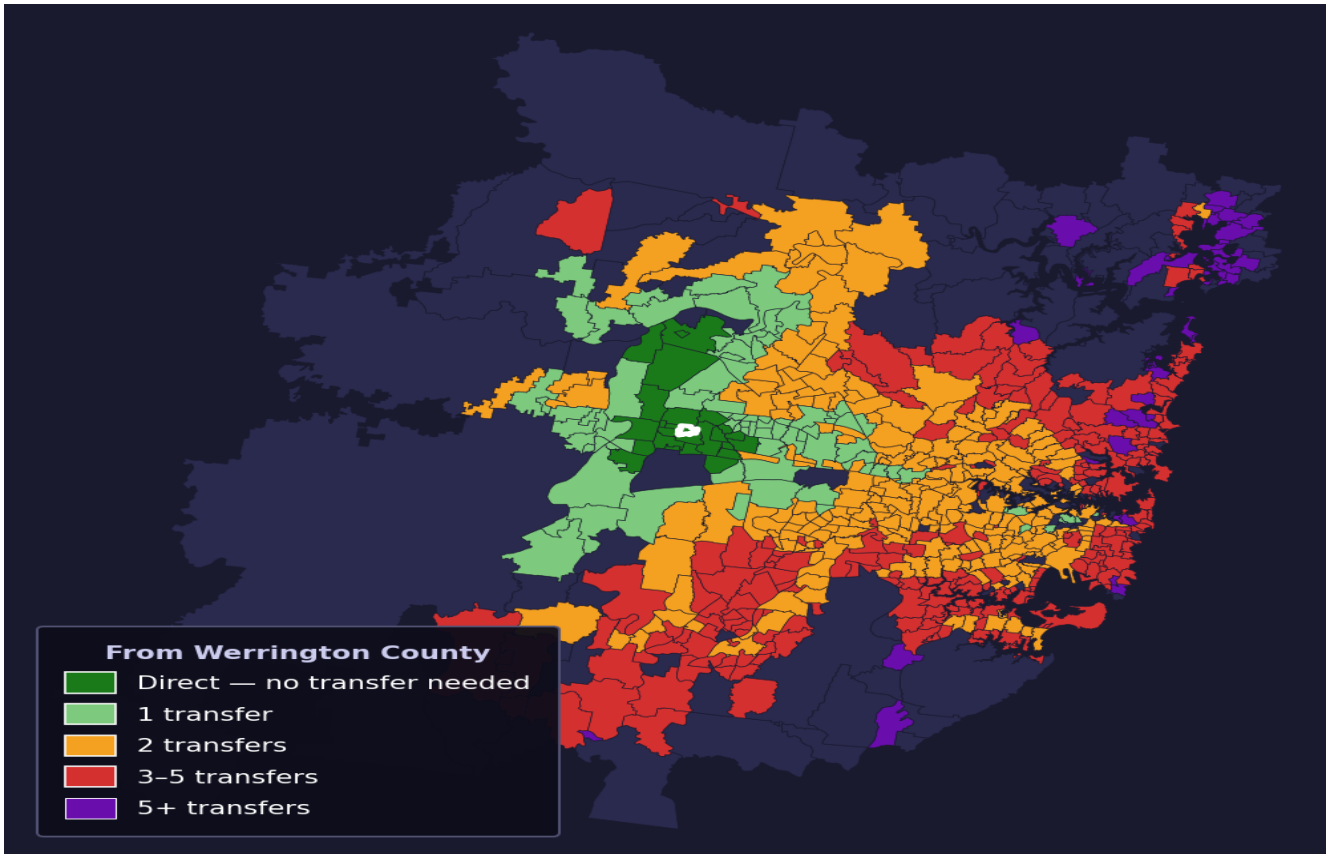 From Werrington County
Direct — no transfer needed
1 transfer
2 transfers
3–5 transfers
5+ transfers